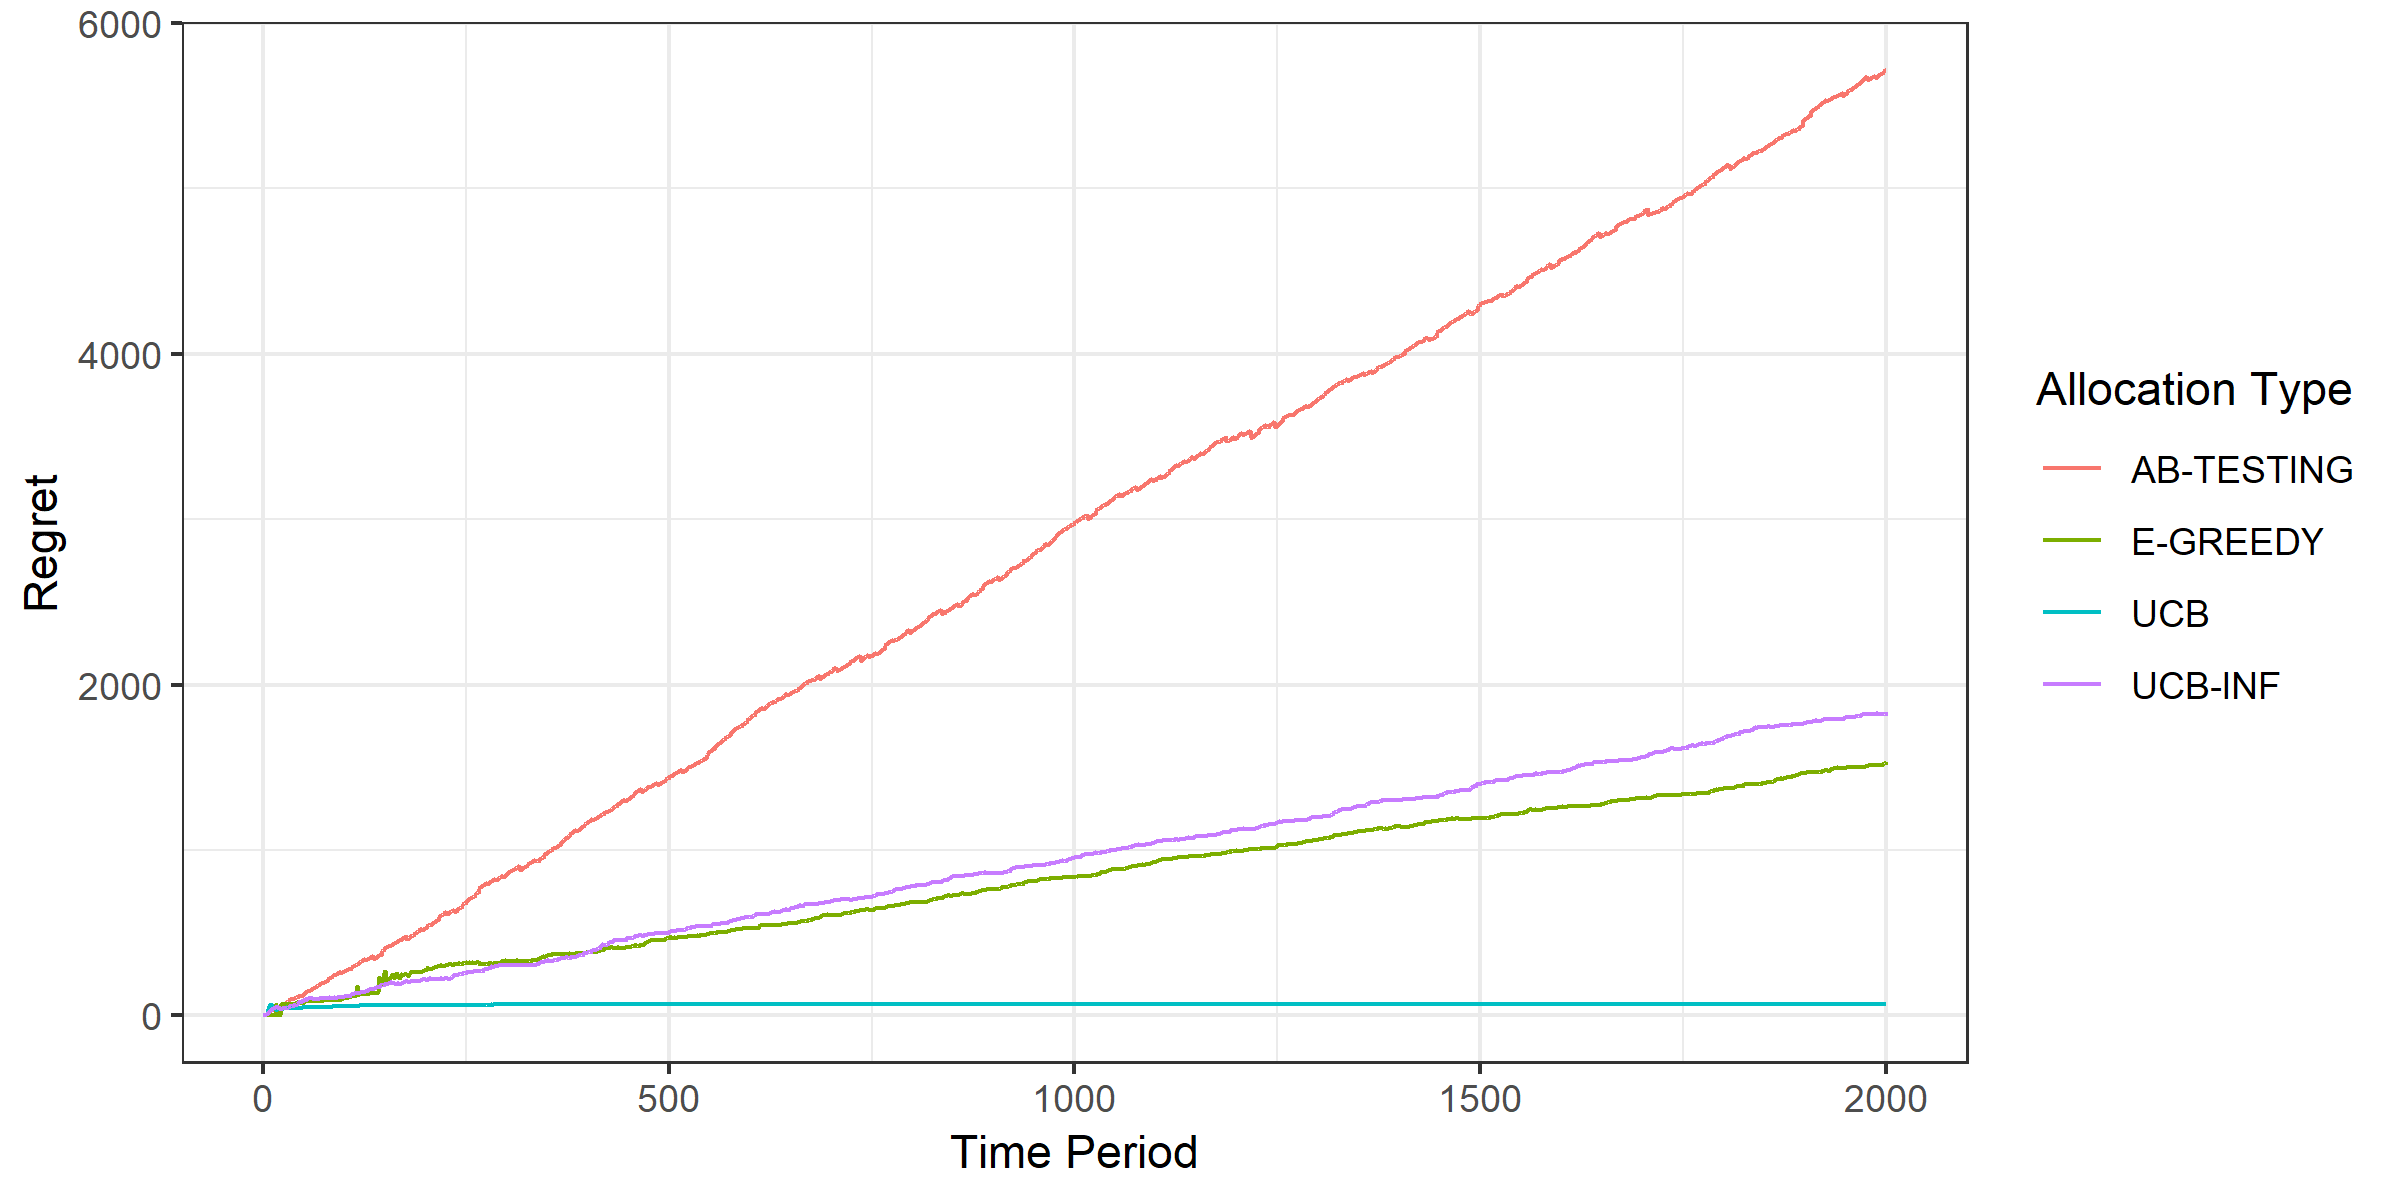 6000
4000
2000
0
Regret
0
500
1000
1500
2000
Time Period
Allocation Type
AB-TESTING
E-GREEDY
UCB
UCB-INF